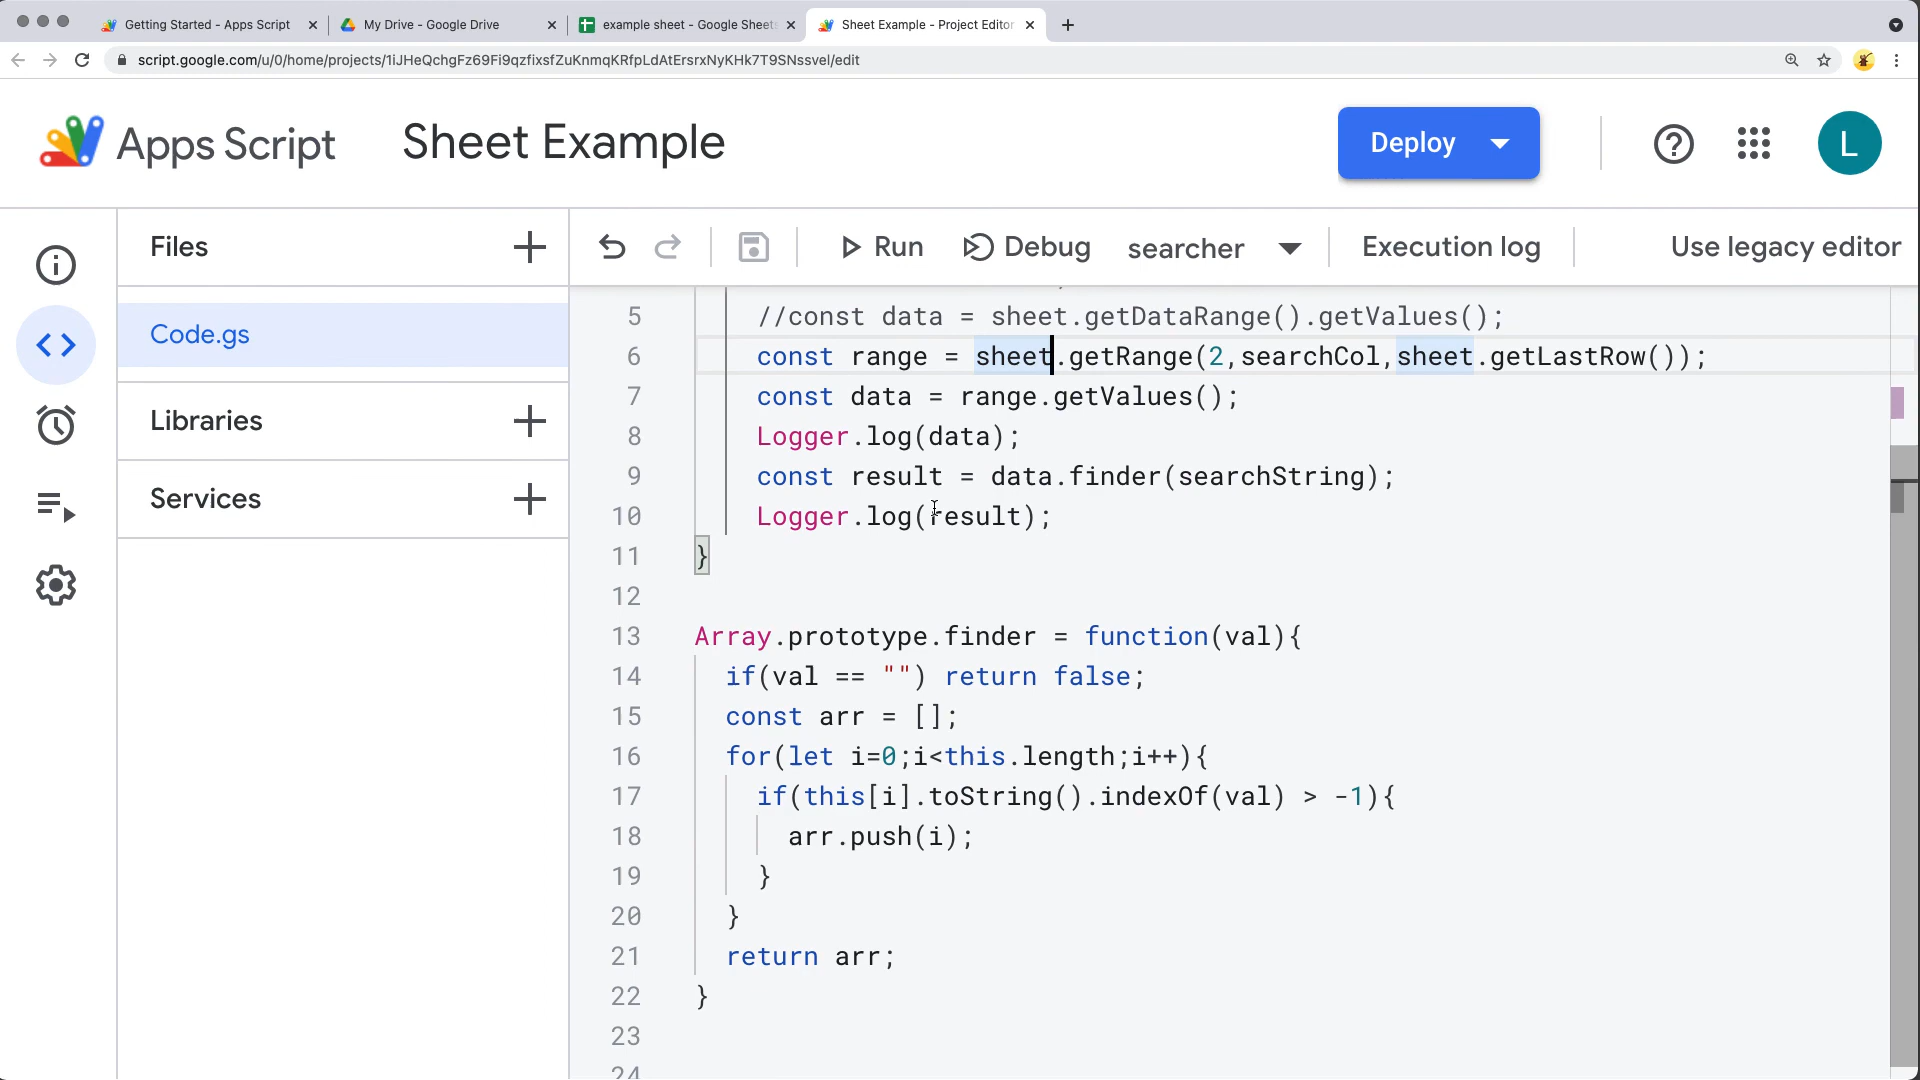 Getting Started - Apps Script
My Drive - Google Drive
example sheet - Google Sheets
Sheet Example - Project Editor
script.google.com/u/0/home/projects/1iJHeQchgFz69Fi9qzfixsfZuKnmqKRfpLdAtErsrxNyKHk7T9SNssvel/edit
Apps Script
Sheet Example
Deploy
L
Files
Run
Debug
searcher
Execution log
Use legacy editor
Code.gs
Libraries
Services
5 //const data = sheet.getDataRange().getValues();
6 const range = sheet.getRange(2,searchCol,sheet.getLastRow());
7 const data = range.getValues();
8 Logger.log(data);
9 const result = data.finder(searchString);
10 Logger.log(result);
11 }
12
13 Array.prototype.finder = function(val){
14 if(val == "") return false;
15 const arr = [];
16 for(let i=0;i<this.length;i++){
17 if(this[i].toString().indexOf(val) > -1){
18 arr.push(i);
19 }
20 }
21 return arr;
22 }
23
24